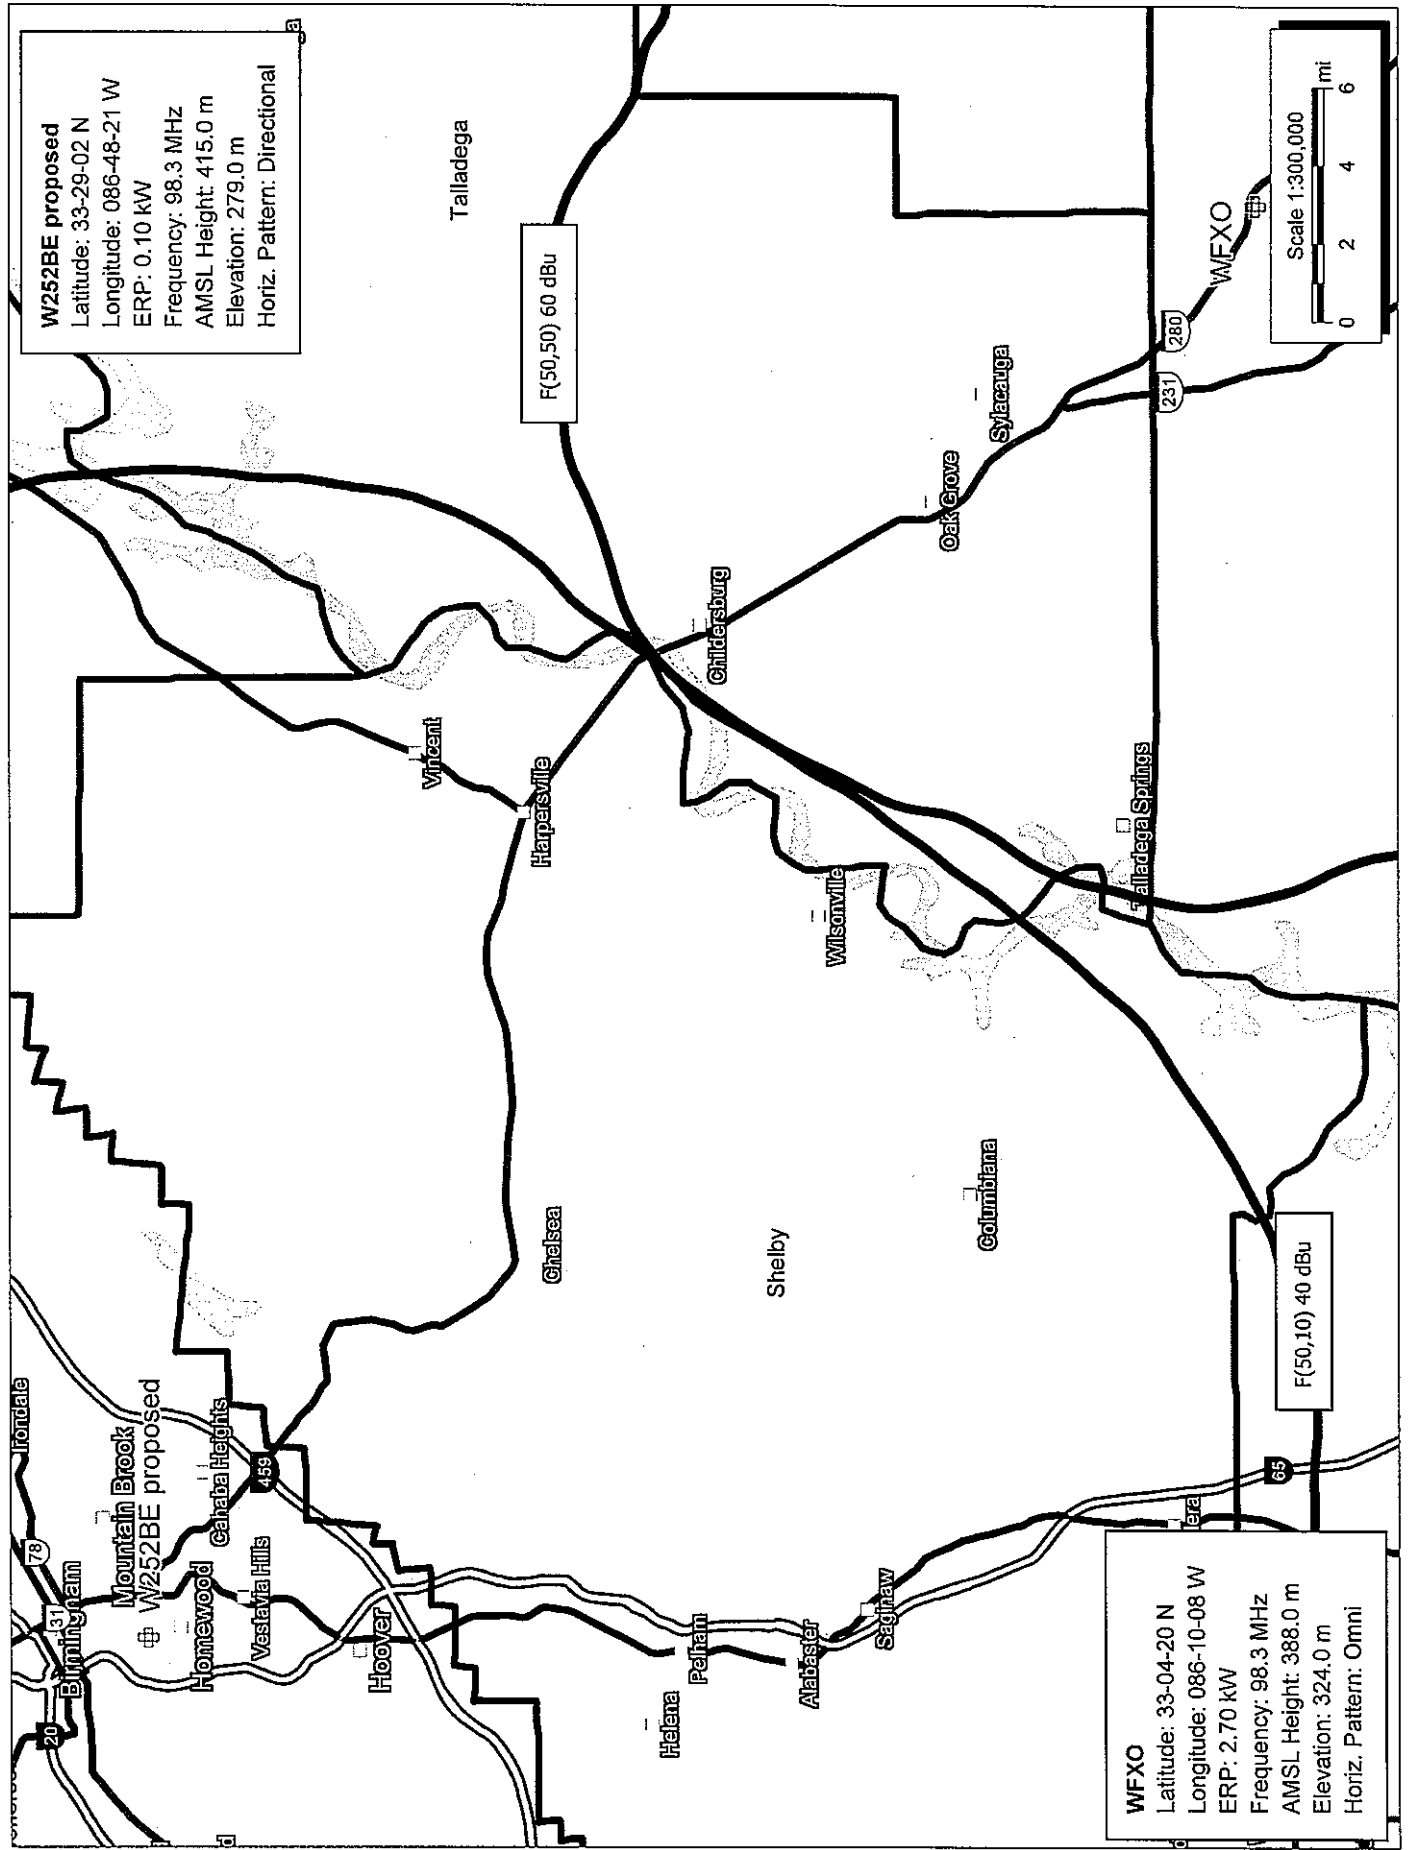 Irondale
78
31
Birmingham
20
Mountain Brook
W252BE proposed
Cahaba Heights
459
Homewood
Vestavia Hills
Hoover
Helena
Pelham
Alabaster
Saginaw
Chelsea
Shelby
Columbiana
65
era
Vincent
Harpersville
Wilsonville
Childersburg
Talladega Springs
Talladega
Oak Grove
Sylacauga
280
231
WFXO
F(50,50) 60 dBu
F(50,10) 40 dBu
W252BE proposed
Latitude: 33-29-02 N
Longitude: 086-48-21 W
ERP: 0.10 kW
Frequency: 98.3 MHz
AMSL Height: 415.0 m
Elevation: 279.0 m
Horiz. Pattern: Directional
WFXO
Latitude: 33-04-20 N
Longitude: 086-10-08 W
ERP: 2.70 kW
Frequency: 98.3 MHz
AMSL Height: 388.0 m
Elevation: 324.0 m
Horiz. Pattern: Omni
Scale 1:300,000
0 2 4 6
mi